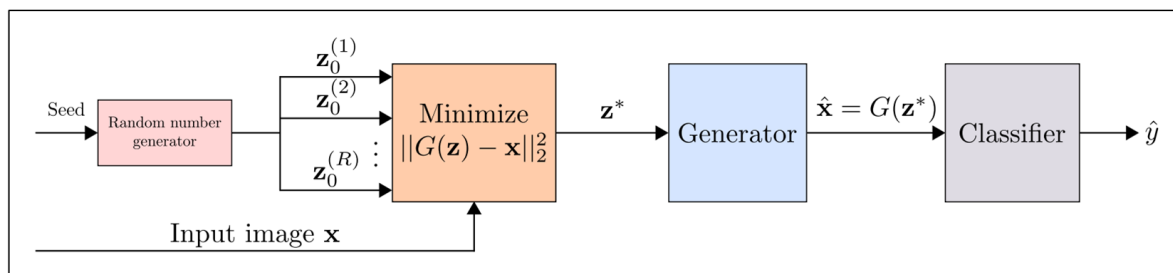 Seed
Random number
generator
z₀⁽¹⁾
z₀⁽²⁾
⋮
z₀⁽ᴿ⁾
Input image x
Minimize
||G(z) − x||₂²
z*
Generator
x̂ = G(z*)
Classifier
ŷ